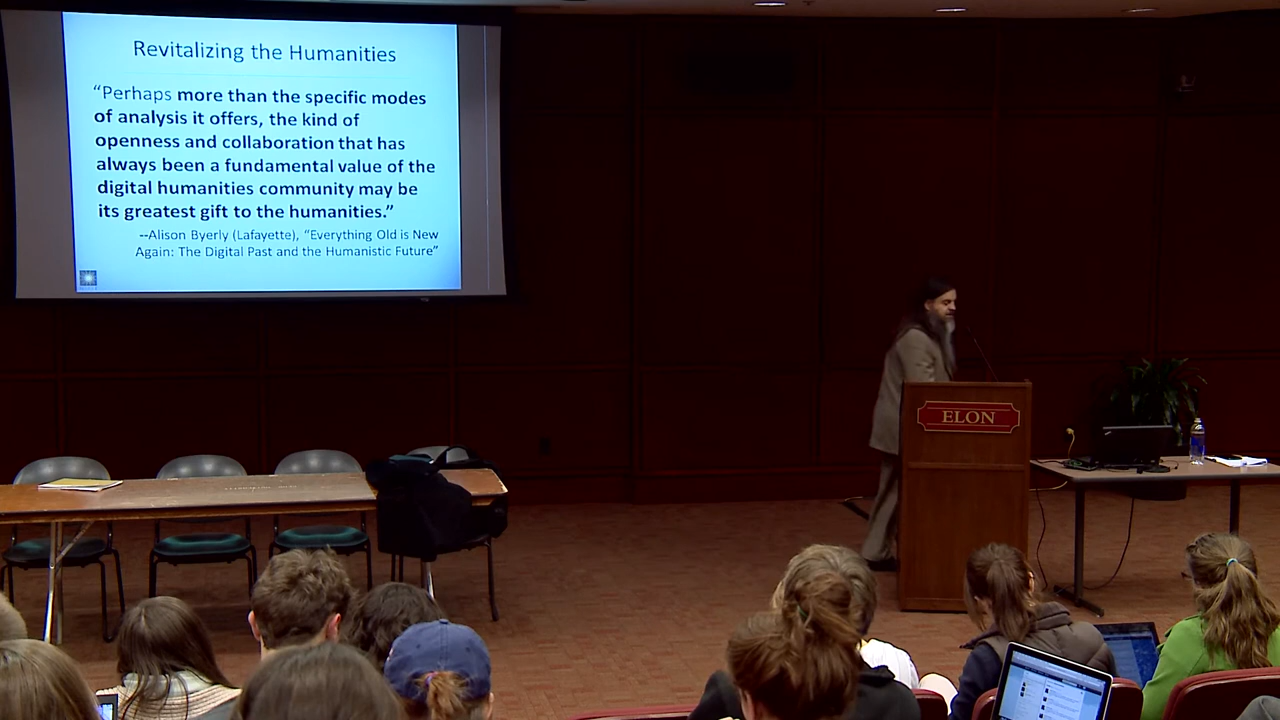 Revitalizing the Humanities
“Perhaps more than the specific modes
of analysis it offers, the kind of
openness and collaboration that has
always been a fundamental value of the
digital humanities community may be
its greatest gift to the humanities.”
--Alison Byerly (Lafayette), “Everything Old is New
Again: The Digital Past and the Humanistic Future”
ELON